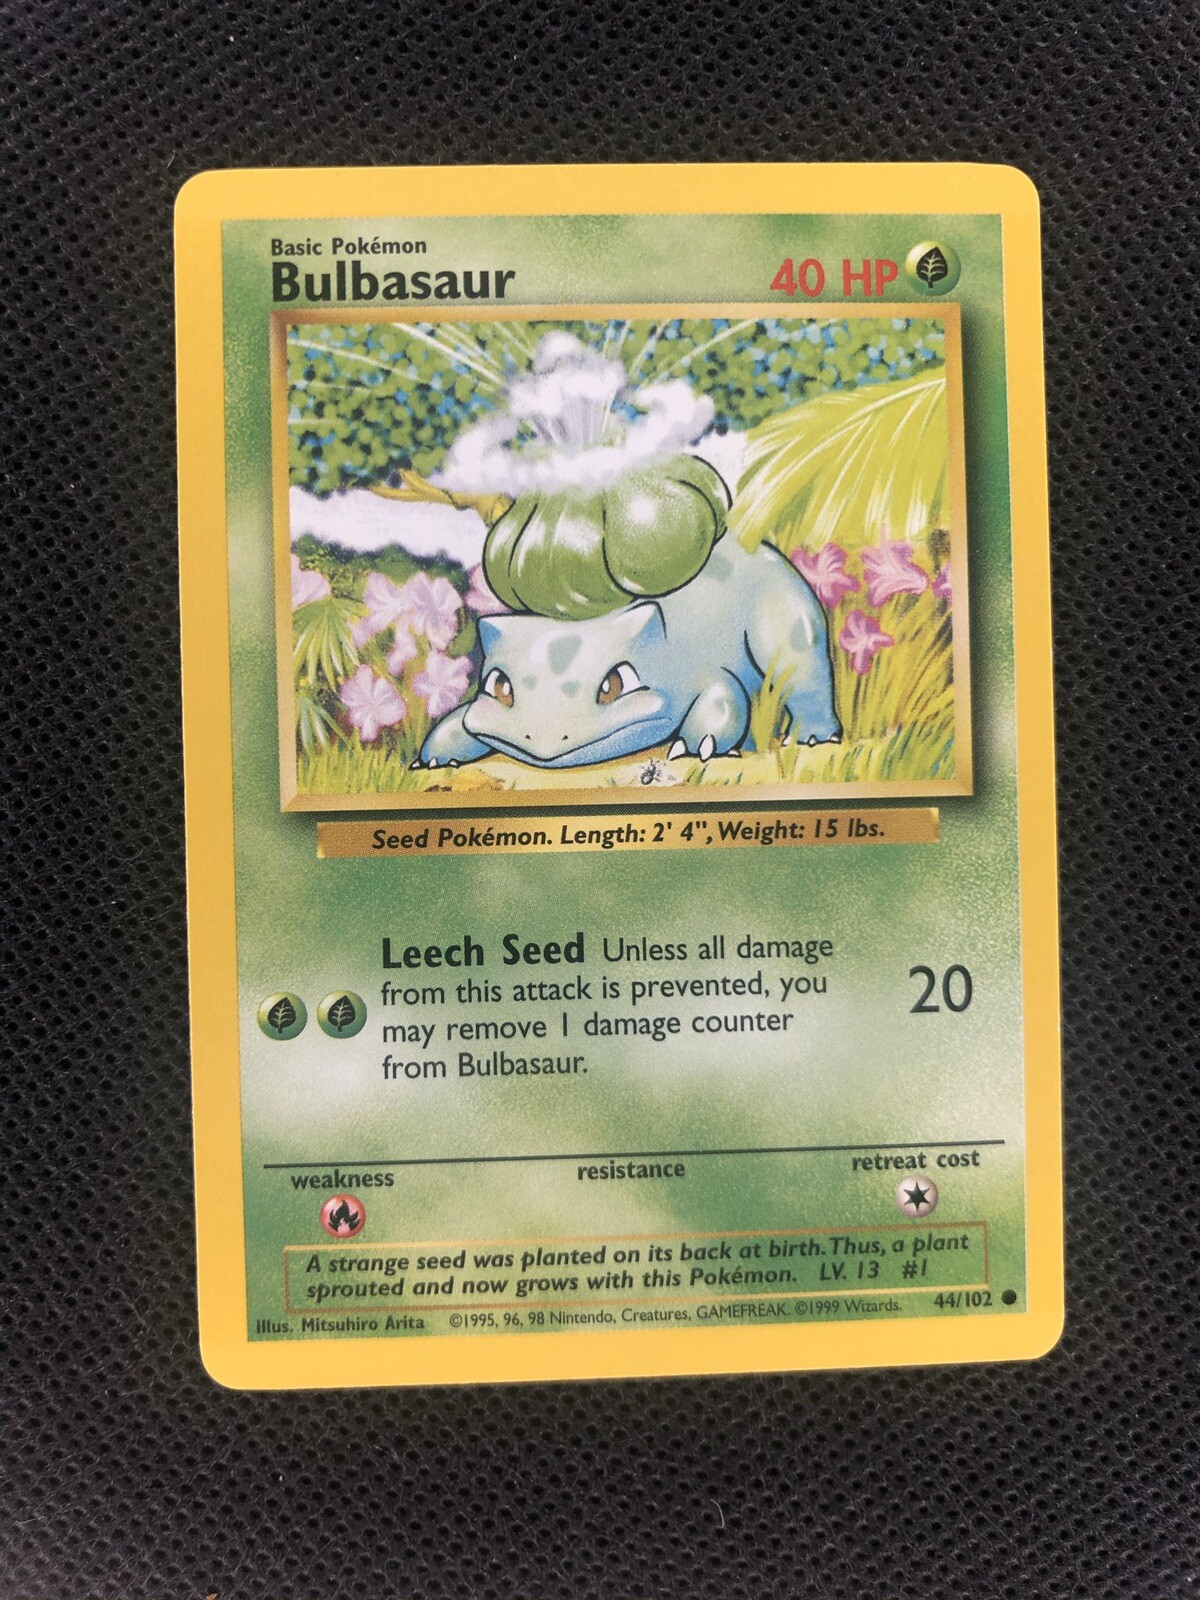 Basic Pokémon
Bulbasaur
40 HP
Seed Pokémon. Length: 2' 4", Weight: 15 lbs.
Leech Seed Unless all damage
from this attack is prevented, you
may remove 1 damage counter
from Bulbasaur.
20
weakness
resistance
retreat cost
A strange seed was planted on its back at birth. Thus, a plant
sprouted and now grows with this Pokémon. LV. 13 #1
Illus. Mitsuhiro Arita ©1995, 96, 98 Nintendo, Creatures, GAMEFREAK. ©1999 Wizards. 44/102